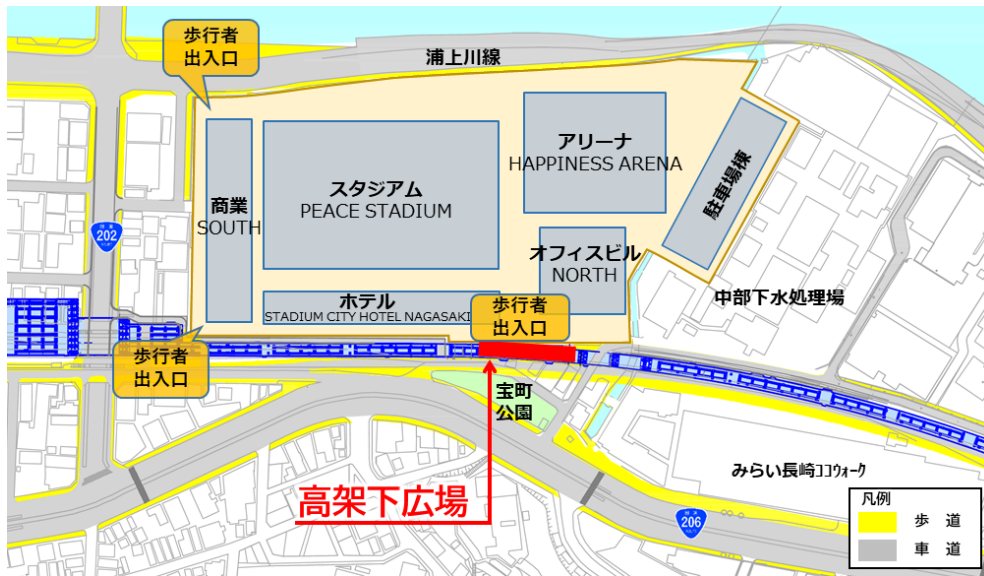 歩行者
出入口
浦上川線
アリーナ
HAPPINESS ARENA
スタジアム
PEACE STADIUM
商業
SOUTH
駐車場棟
202
オフィスビル
NORTH
中部下水処理場
ホテル
STADIUM CITY HOTEL NAGASAKI
歩行者
出入口
歩行者
出入口
宝町
公園
みらい長崎ココウォーク
高架下広場
206
凡例
歩 道
車 道